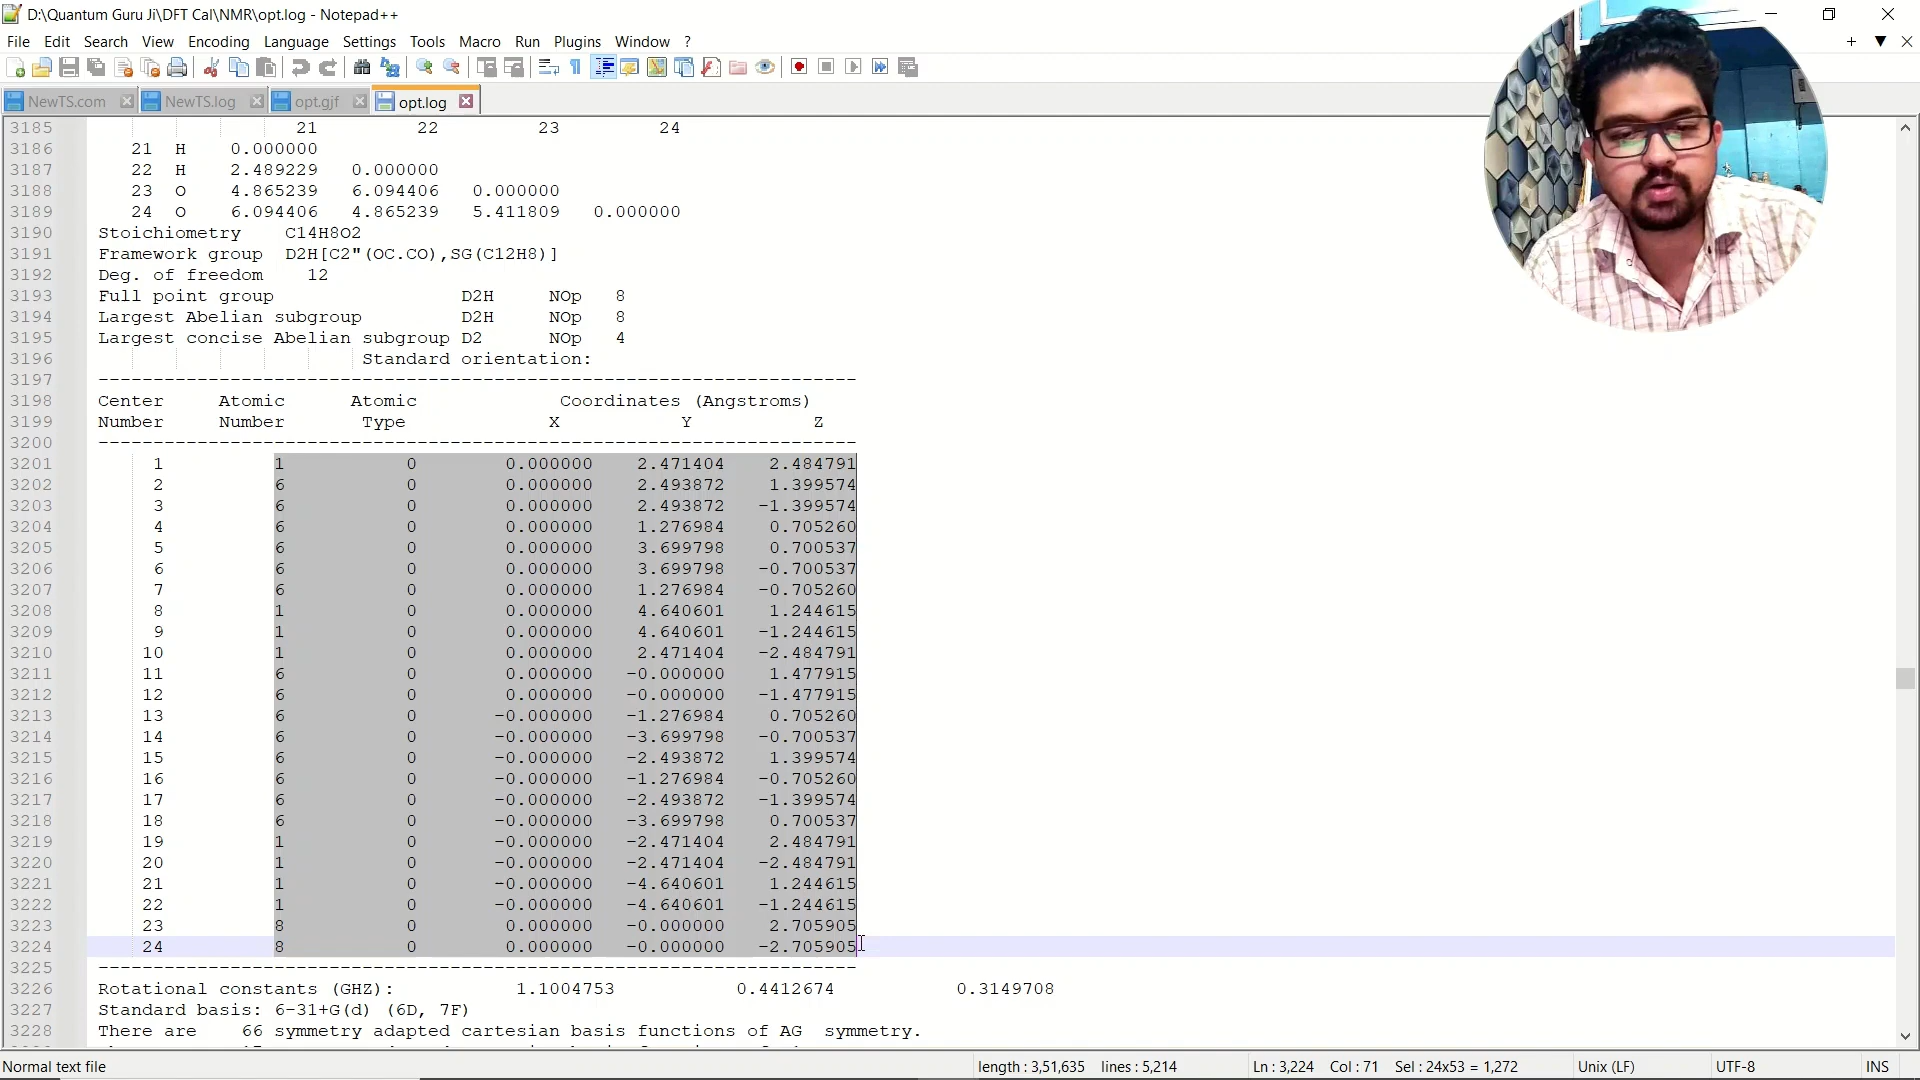 D:\Quantum Guru Ji\DFT Cal\NMR\opt.log - Notepad++
File Edit Search View Encoding Language Settings Tools Macro Run Plugins Window ?
NewTS.com NewTS.log opt.gjf opt.log
3185 21 22 23 24
3186 21 H 0.000000
3187 22 H 2.489229 0.000000
3188 23 O 4.865239 6.094406 0.000000
3189 24 O 6.094406 4.865239 5.411809 0.000000
3190 Stoichiometry C14H8O2
3191 Framework group D2H[C2"(OC.CO),SG(C12H8)]
3192 Deg. of freedom 12
3193 Full point group D2H NOp 8
3194 Largest Abelian subgroup D2H NOp 8
3195 Largest concise Abelian subgroup D2 NOp 4
3196 Standard orientation:
3197 ---------------------------------------------------------------------
3198 Center Atomic Atomic Coordinates (Angstroms)
3199 Number Number Type X Y Z
3200 ---------------------------------------------------------------------
3201 1 1 0 0.000000 2.471404 2.484791
3202 2 6 0 0.000000 2.493872 1.399574
3203 3 6 0 0.000000 2.493872 -1.399574
3204 4 6 0 0.000000 1.276984 0.705260
3205 5 6 0 0.000000 3.699798 0.700537
3206 6 6 0 0.000000 3.699798 -0.700537
3207 7 6 0 0.000000 1.276984 -0.705260
3208 8 1 0 0.000000 4.640601 1.244615
3209 9 1 0 0.000000 4.640601 -1.244615
3210 10 1 0 0.000000 2.471404 -2.484791
3211 11 6 0 0.000000 -0.000000 1.477915
3212 12 6 0 0.000000 -0.000000 -1.477915
3213 13 6 0 -0.000000 -1.276984 0.705260
3214 14 6 0 -0.000000 -3.699798 -0.700537
3215 15 6 0 -0.000000 -2.493872 1.399574
3216 16 6 0 -0.000000 -1.276984 -0.705260
3217 17 6 0 -0.000000 -2.493872 -1.399574
3218 18 6 0 -0.000000 -3.699798 0.700537
3219 19 1 0 -0.000000 -2.471404 2.484791
3220 20 1 0 -0.000000 -2.471404 -2.484791
3221 21 1 0 -0.000000 -4.640601 1.244615
3222 22 1 0 -0.000000 -4.640601 -1.244615
3223 23 8 0 0.000000 -0.000000 2.705905
3224 24 8 0 0.000000 -0.000000 -2.705905
3225 ---------------------------------------------------------------------
3226 Rotational constants (GHZ): 1.1004753 0.4412674 0.3149708
3227 Standard basis: 6-31+G(d) (6D, 7F)
3228 There are 66 symmetry adapted cartesian basis functions of AG symmetry.
Normal text file length : 3,51,635 lines : 5,214 Ln : 3,224 Col : 71 Sel : 24x53 = 1,272 Unix (LF) UTF-8 INS